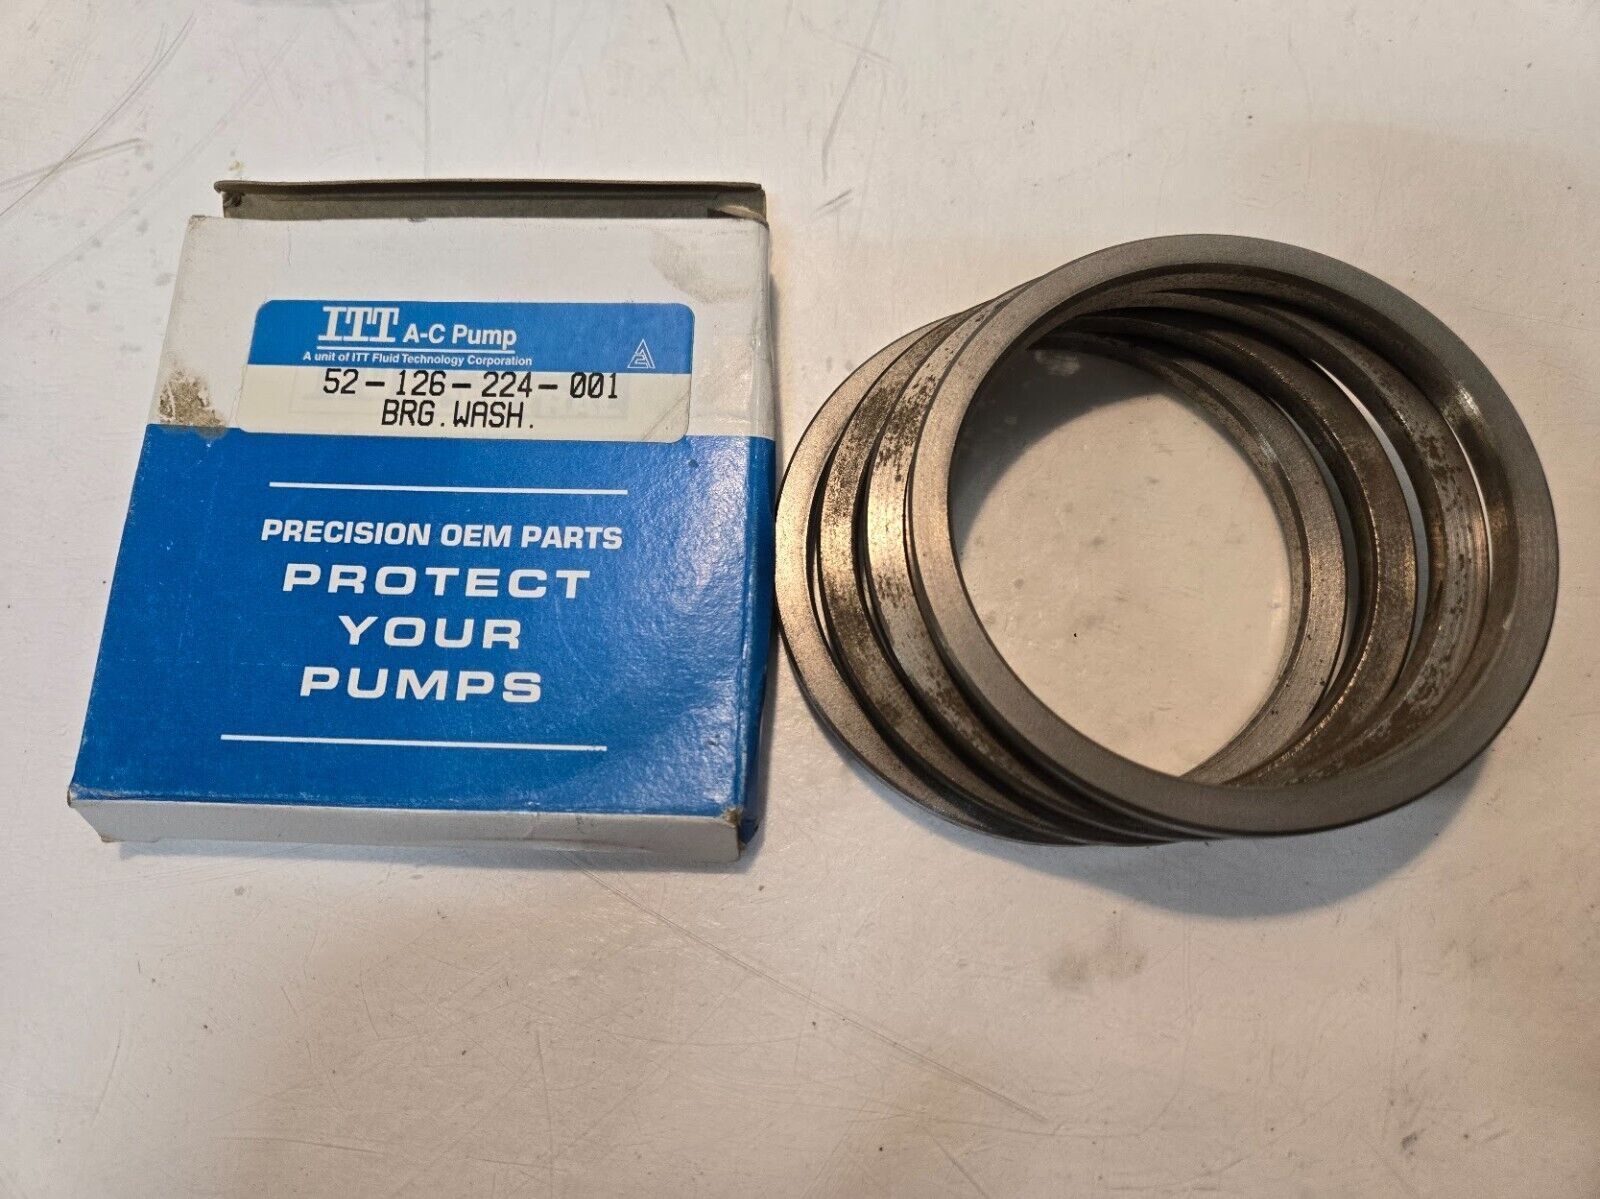 ITT A-C Pump
A unit of ITT Fluid Technology Corporation
52-126-224-001
BRG.WASH.
PRECISION OEM PARTS
PROTECT
YOUR
PUMPS